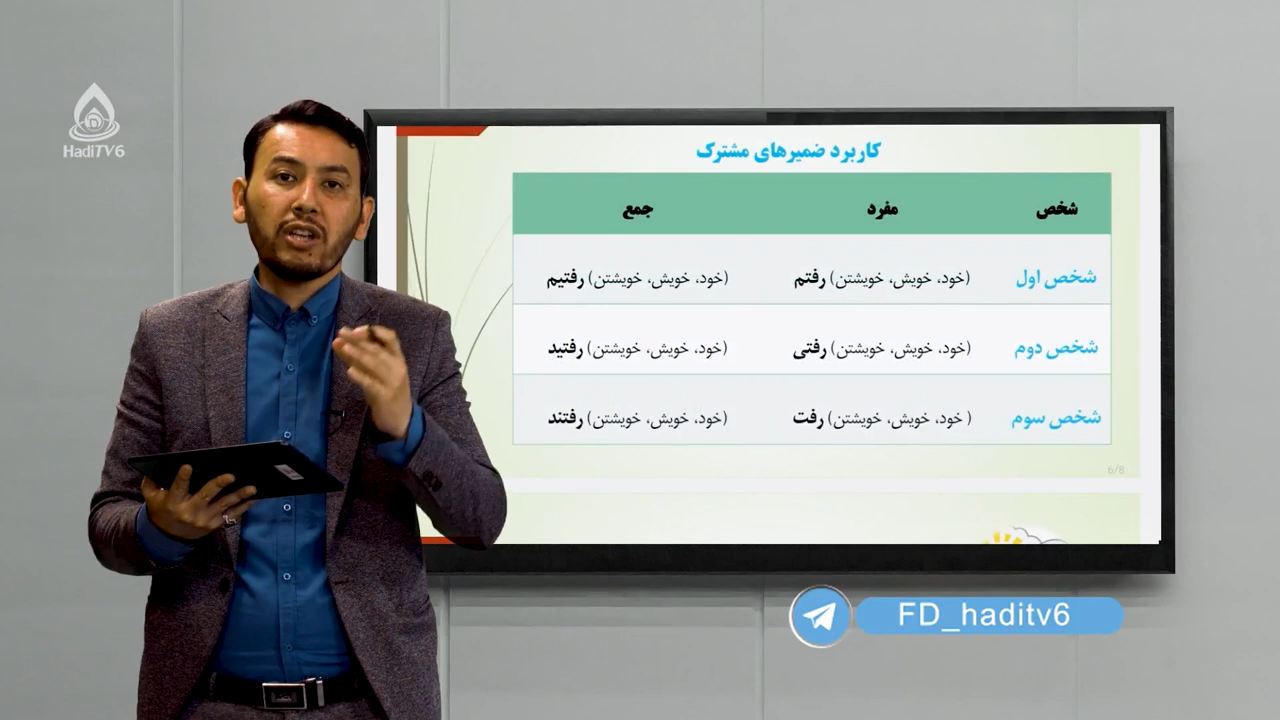 HadiTV6
کاربرد ضمیرهای مشترک
شخص مفرد جمع
شخص اول (خود، خویش، خویشتن) رفتم (خود، خویش، خویشتن) رفتیم
شخص دوم (خود، خویش، خویشتن) رفتی (خود، خویش، خویشتن) رفتید
شخص سوم ( خود، خویش، خویشتن) رفت (خود، خویش، خویشتن) رفتند
6/8
FD_haditv6